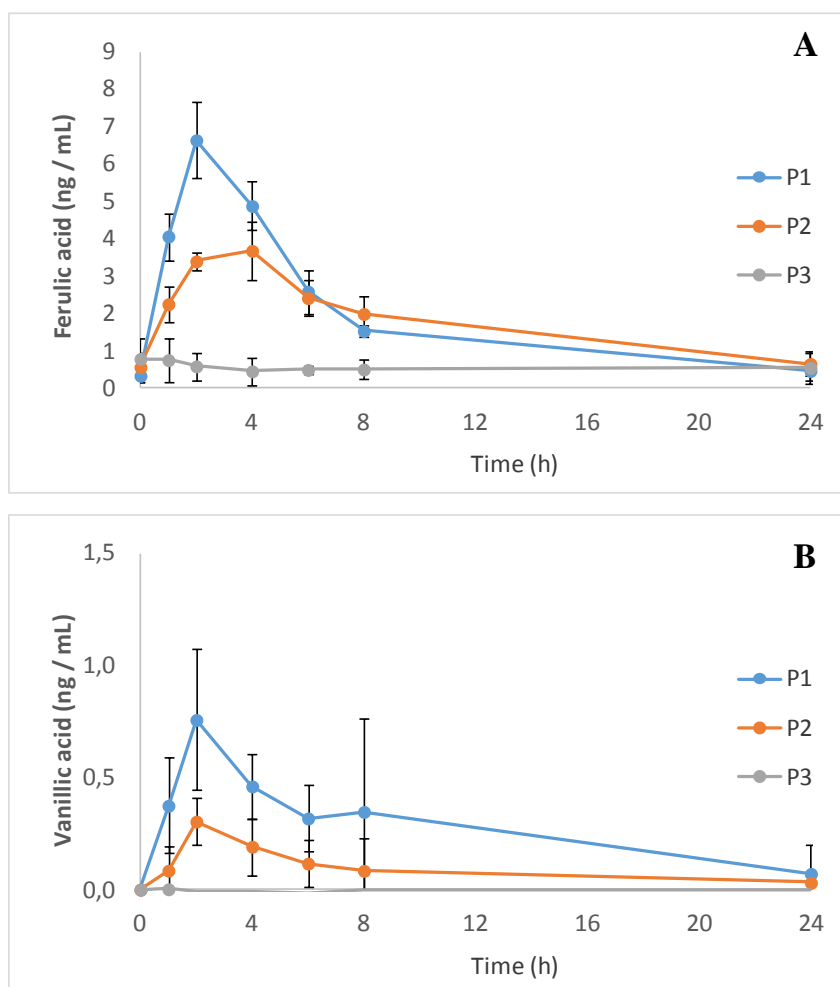 A
9
8
7
6
5
4
3
2
1
0
Ferulic acid (ng / mL)
P1
P2
P3
0 4 8 12 16 20 24
Time (h)
B
1,5
1,0
0,5
0,0
Vanillic acid (ng / mL)
P1
P2
P3
0 4 8 12 16 20 24
Time (h)